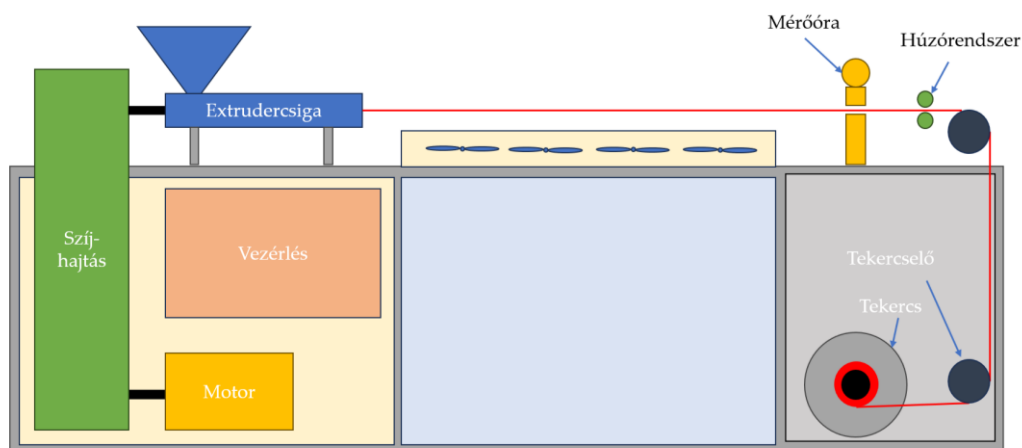 Mérőóra
Húzórendszer
Extrudercsiga
Szíj-
hajtás
Vezérlés
Tekercselő
Tekercs
Motor